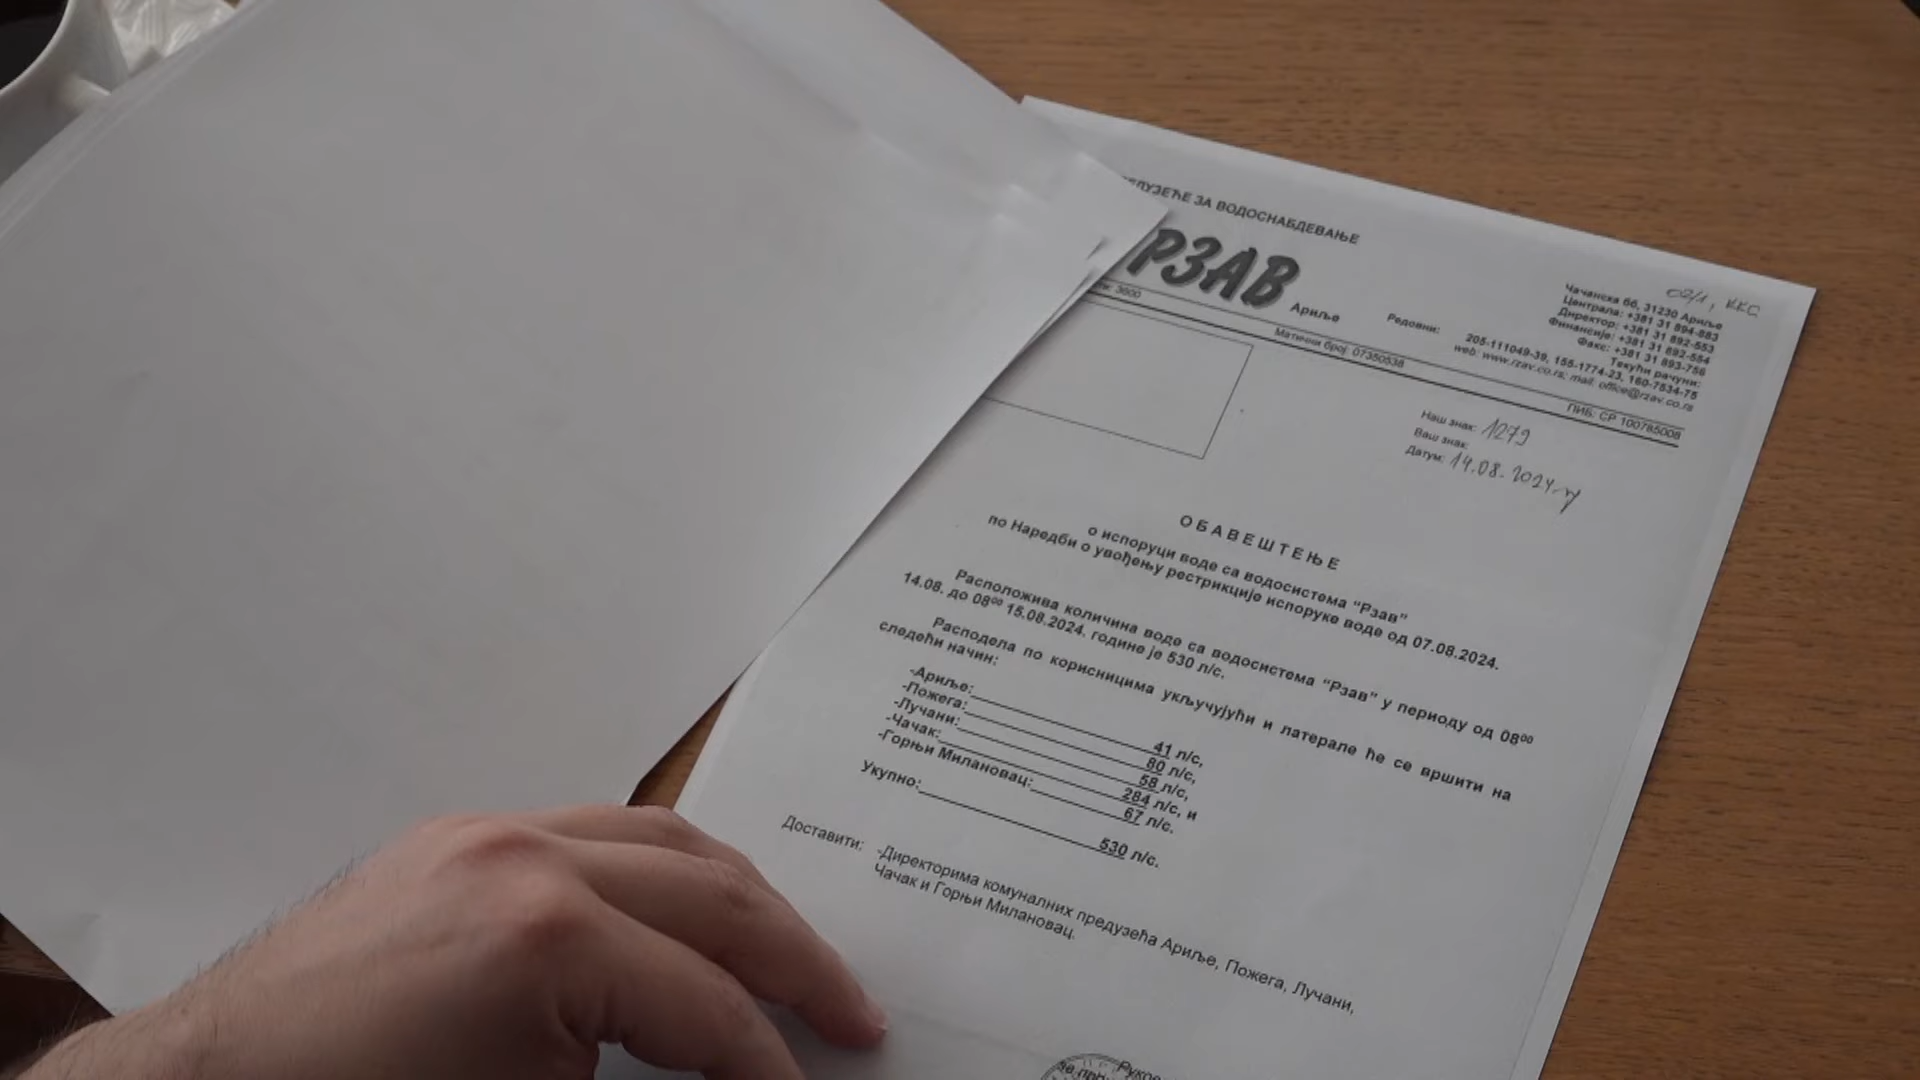 ЗА ВОДОСНАБДЕВАЊЕ
РЗАВ
Ариље
02/1, ККС
Чачанска бб, 31230 Ариље
Централа: +381 31 894-883
Директор: +381 31 892-553
Финансије: +381 31 892-554
Факс: +381 31 893-756
Текући рачуни:
Редовни: 205-111049-39, 155-1774-23, 160-7534-75
web: www.rzav.co.rs; mail: office@rzav.co.rs
3600 Матични број: 07350538 ПИБ: СР 100785008
Наш знак: 1279
Ваш знак:
Датум: 14.08.2024
ОБАВЕШТЕЊЕ
о испоруци воде са водосистема “Рзав”
по Наредби о увођењу рестрикције испоруке воде од 07.08.2024.
Расположива количина воде са водосистема “Рзав” у периоду од 08⁰⁰
14.08. до 08⁰⁰ 15.08.2024. године је 530 л/с.
Расподела по корисницима укључујући и латерале ће се вршити на
следећи начин:
-Ариље: 41 л/с,
-Пожега: 80 л/с,
-Лучани: 58 л/с,
-Чачак: 284 л/с, и
-Горњи Милановац: 67 л/с.
Укупно: 530 л/с.
Доставити: -Директорима комуналних предузећа Ариље, Пожега, Лучани,
Чачак и Горњи Милановац.